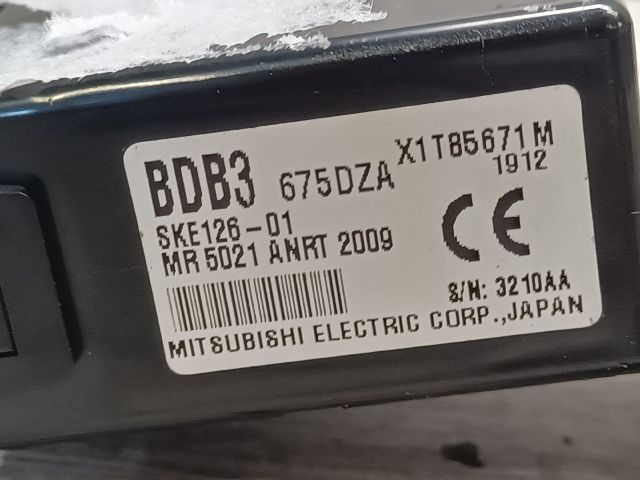 BDB3 675DZA X1T85671M
1912
SKE126-01
MR 5021 ANRT 2009
CE
S/N: 3210AA
MITSUBISHI ELECTRIC CORP.,JAPAN